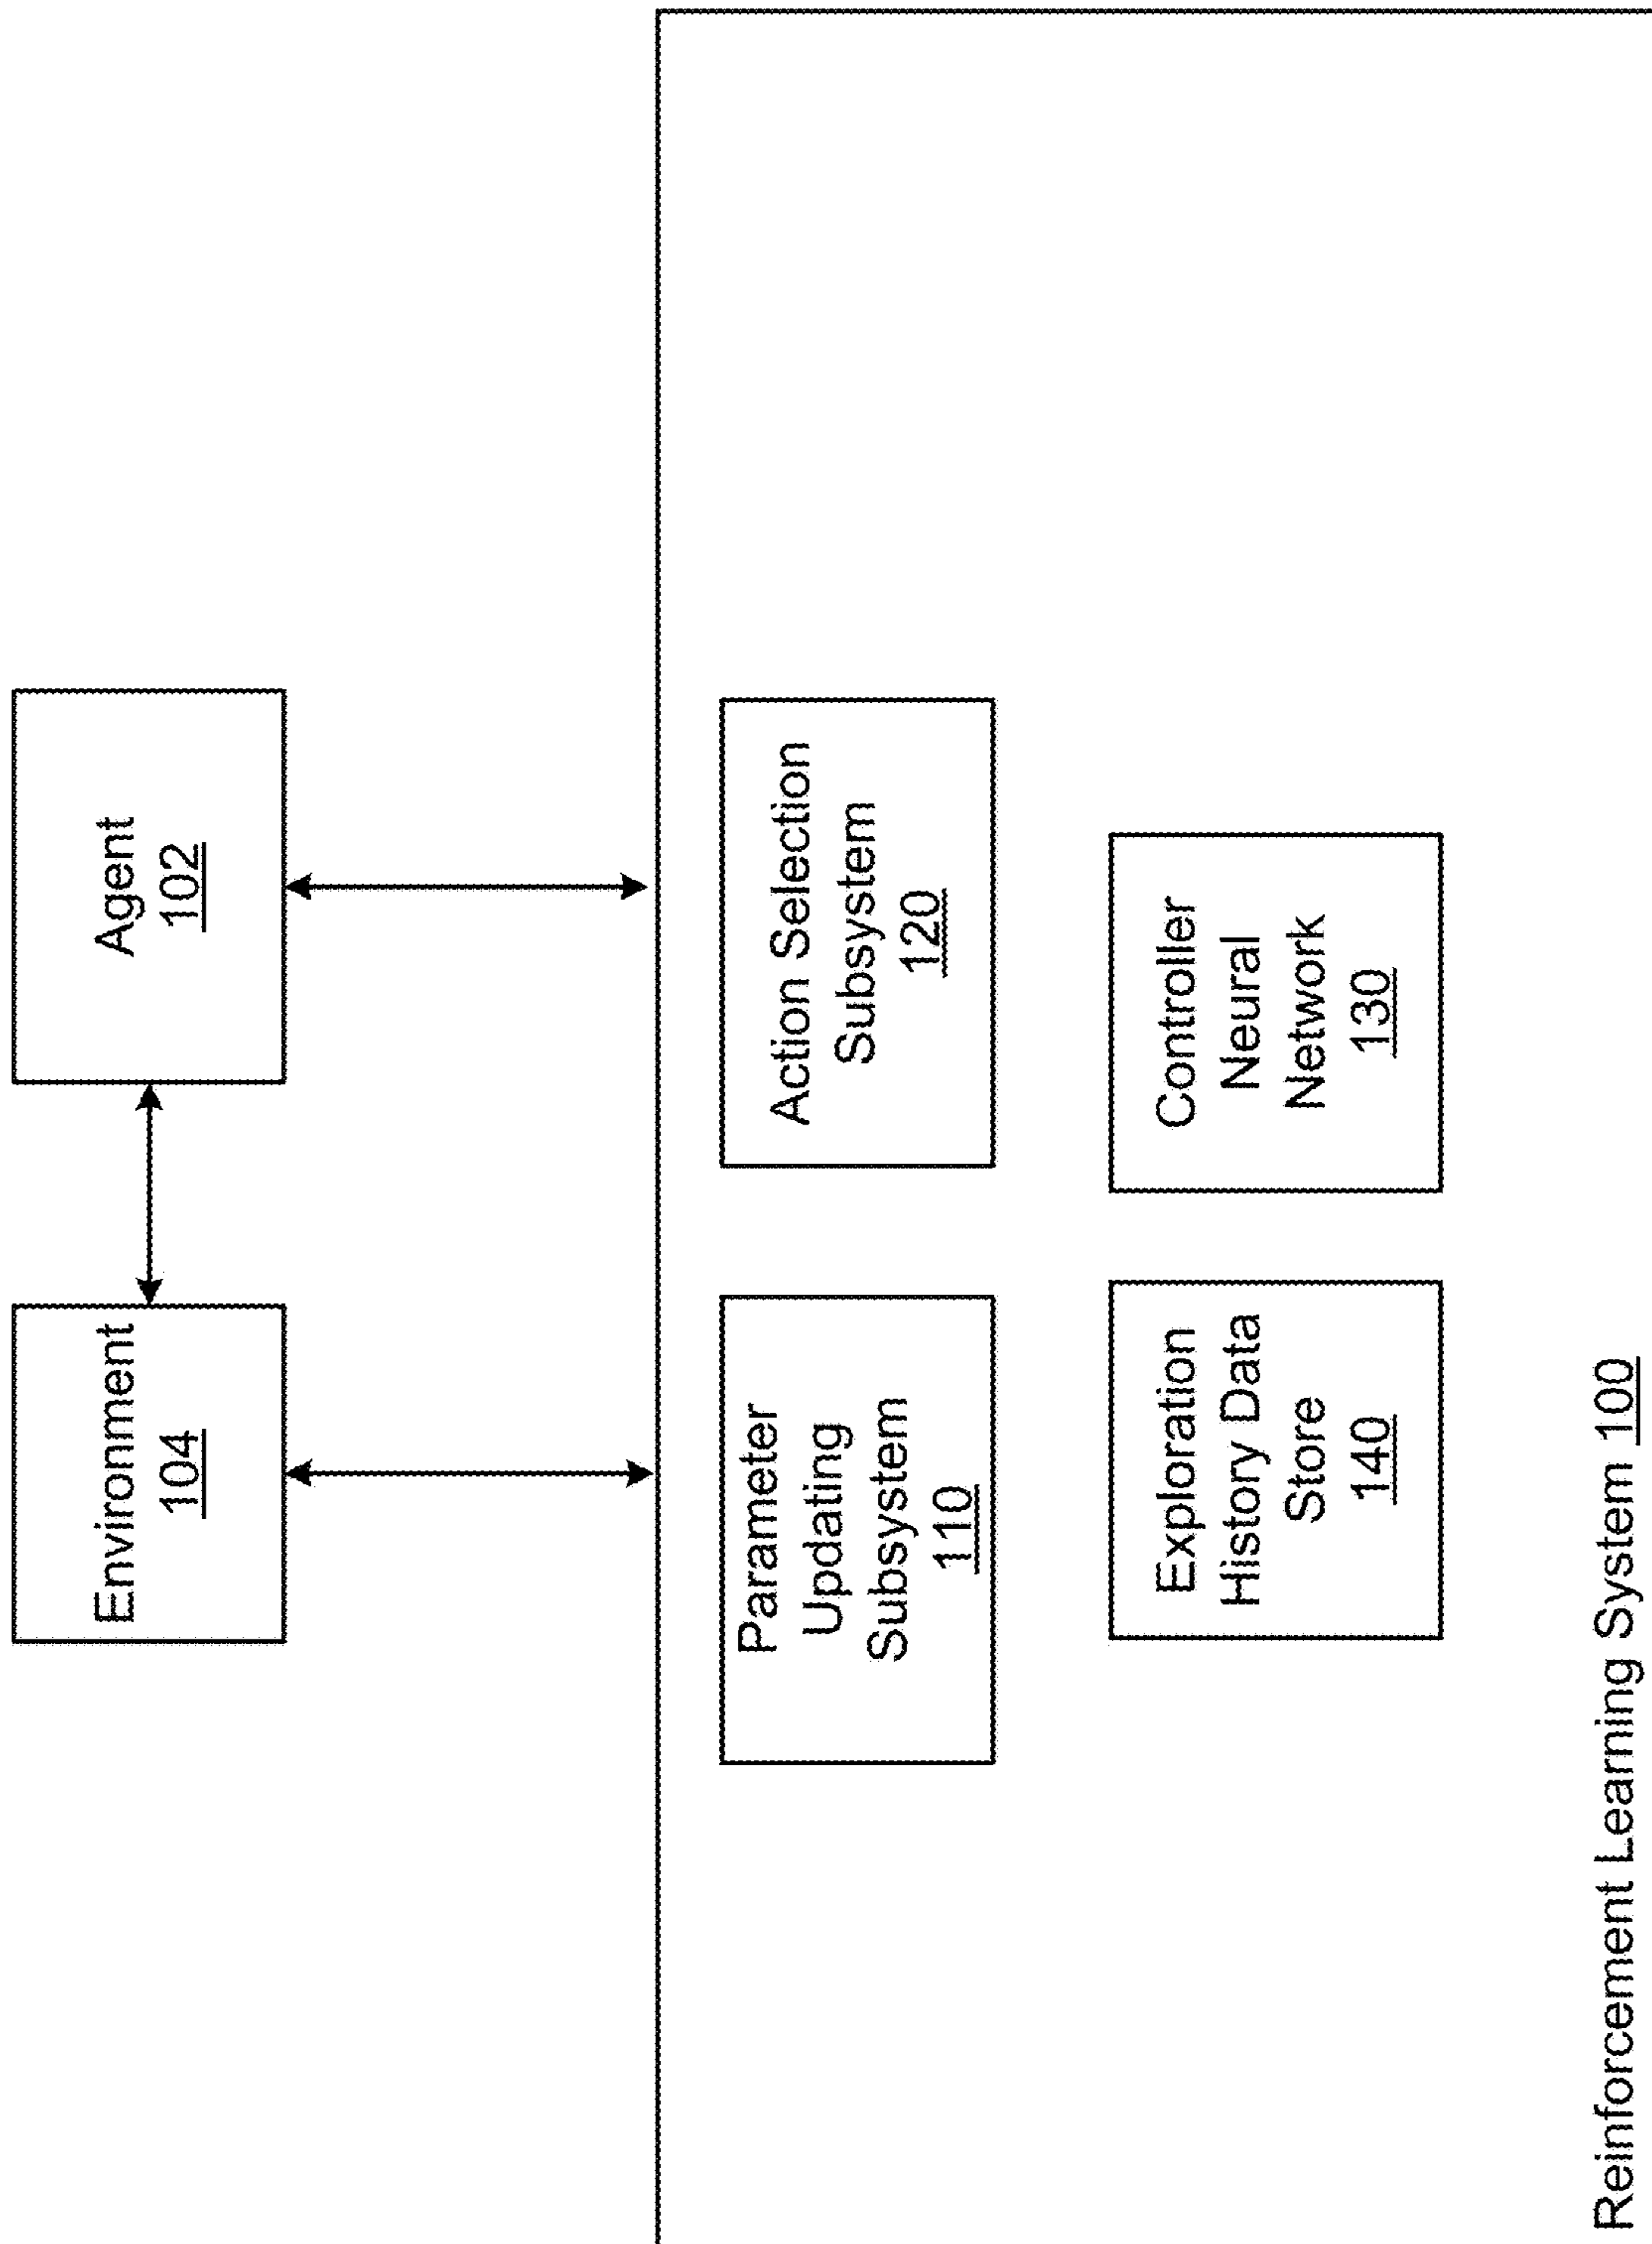 Environment
104
Agent
102
Parameter
Updating
Subsystem
110
Action Selection
Subsystem
120
Exploration
History Data
Store
140
Controller
Neural
Network
130
Reinforcement Learning System 100